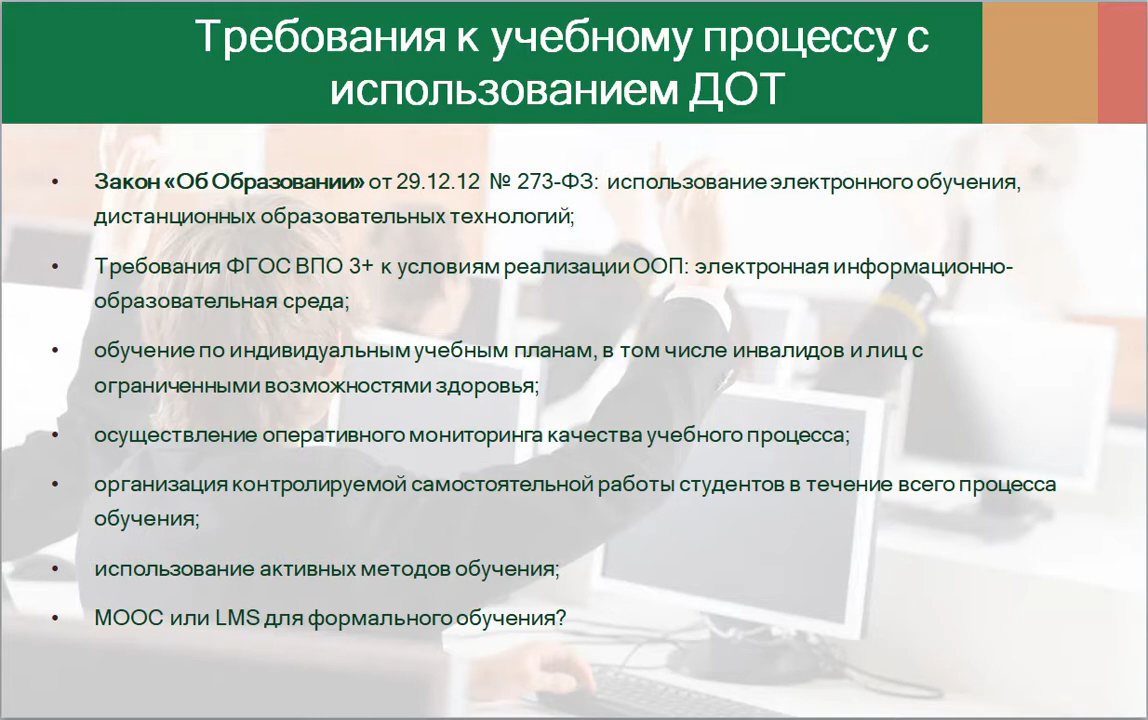 Требования к учебному процессу с
использованием ДОТ
• Закон «Об Образовании» от 29.12.12 № 273-ФЗ: использование электронного обучения,
дистанционных образовательных технологий;
• Требования ФГОС ВПО 3+ к условиям реализации ООП: электронная информационно-
образовательная среда;
• обучение по индивидуальным учебным планам, в том числе инвалидов и лиц с
ограниченными возможностями здоровья;
• осуществление оперативного мониторинга качества учебного процесса;
• организация контролируемой самостоятельной работы студентов в течение всего процесса
обучения;
• использование активных методов обучения;
• МООС или LMS для формального обучения?